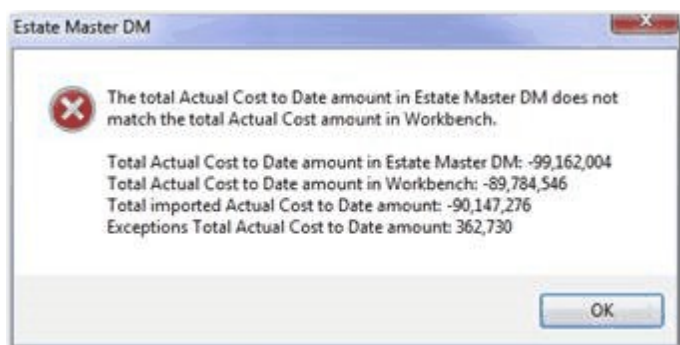 Estate Master DM
The total Actual Cost to Date amount in Estate Master DM does not
match the total Actual Cost amount in Workbench.
Total Actual Cost to Date amount in Estate Master DM: -99,162,004
Total Actual Cost to Date amount in Workbench: -89,784,546
Total imported Actual Cost to Date amount: -90,147,276
Exceptions Total Actual Cost to Date amount: 362,730
OK